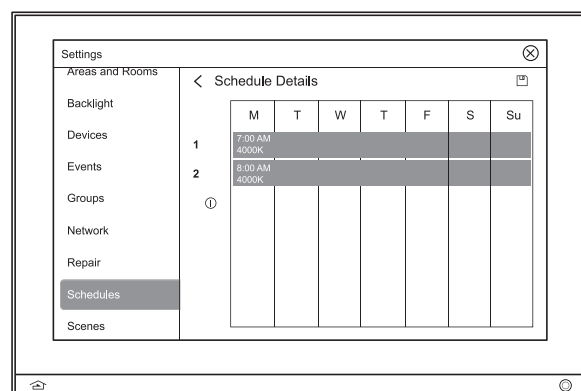 Settings
Areas and Rooms
Backlight
Devices
Events
Groups
Network
Repair
Schedules
Scenes
Schedule Details
M T W T F S Su
1
7:00 AM
4000K
2
8:00 AM
4000K